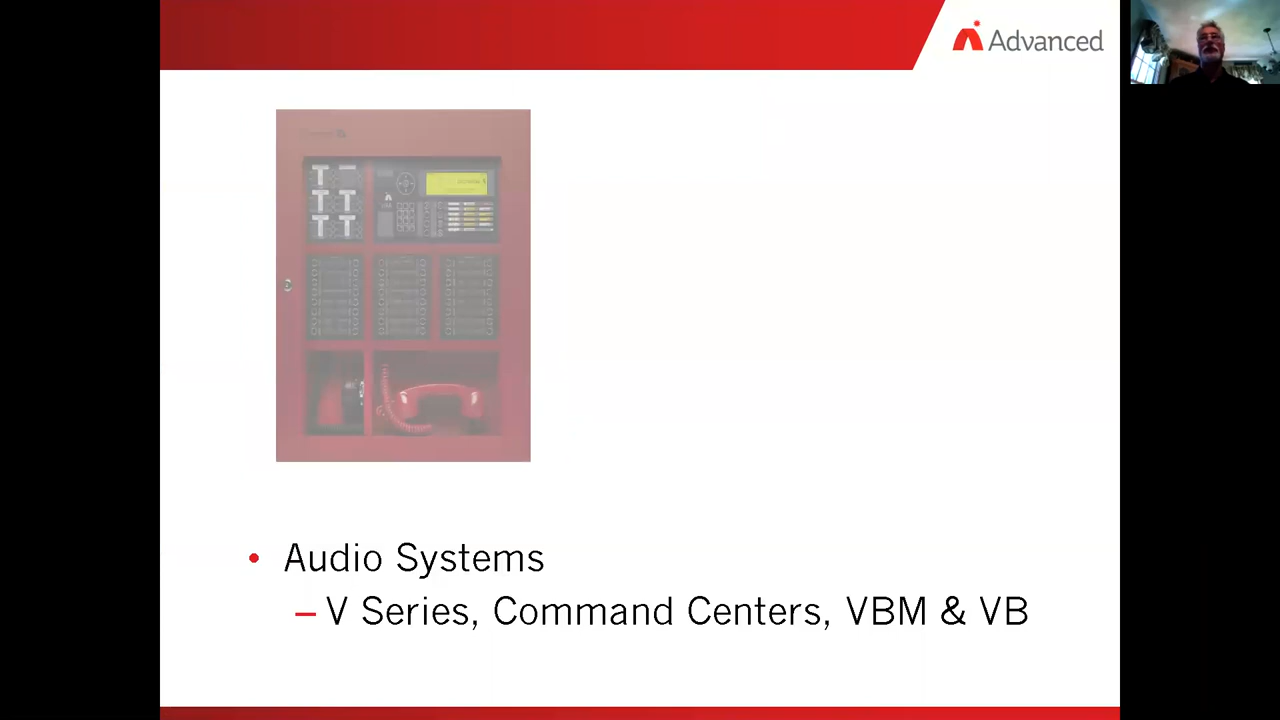 Advanced
• Audio Systems
– V Series, Command Centers, VBM & VB